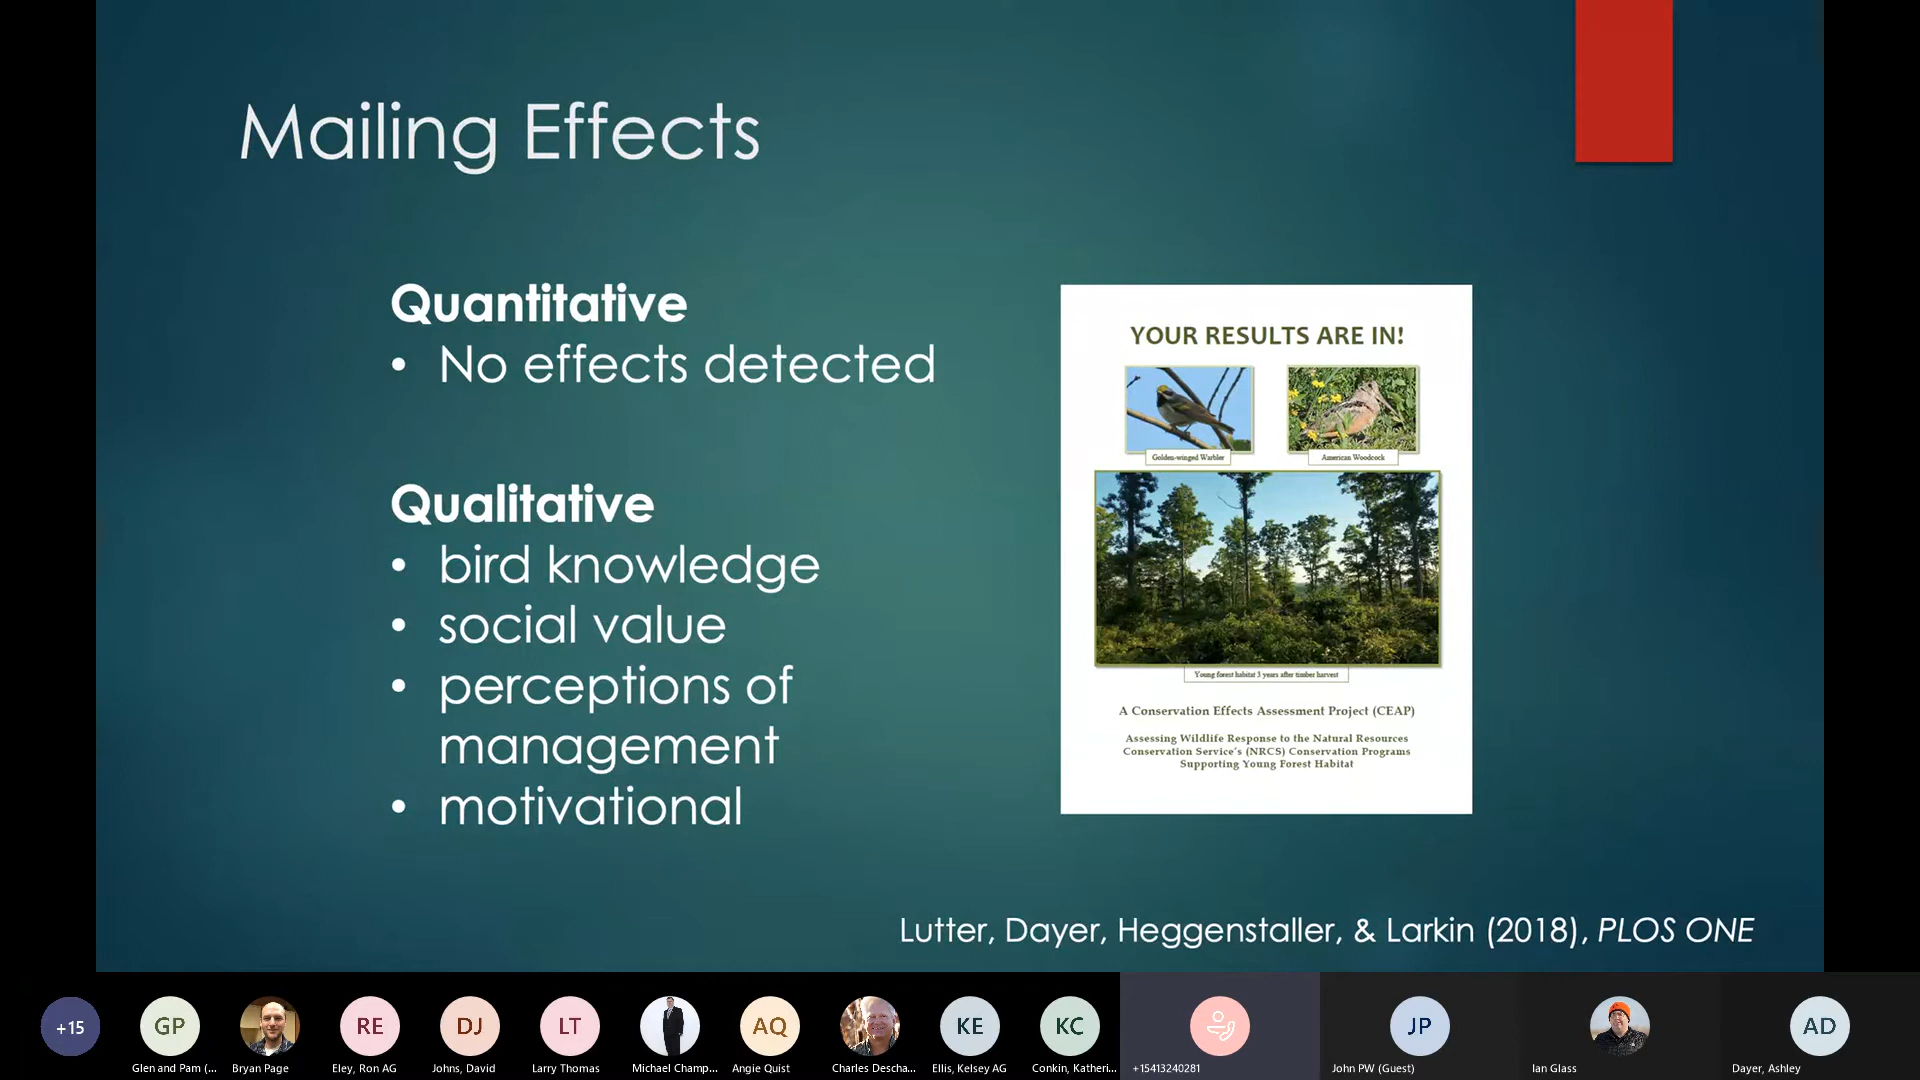 Mailing Effects
Quantitative
• No effects detected
Qualitative
• bird knowledge
• social value
• perceptions of
management
• motivational
YOUR RESULTS ARE IN!
Golden-winged Warbler
American Woodcock
Young forest habitat 3 years after timber harvest
A Conservation Effects Assessment Project (CEAP)
Assessing Wildlife Response to the Natural Resources
Conservation Service's (NRCS) Conservation Programs
Supporting Young Forest Habitat
Lutter, Dayer, Heggenstaller, & Larkin (2018), PLOS ONE
+15
GP
RE
DJ
LT
AQ
KE
KC
JP
AD
Glen and Pam (...
Bryan Page
Eley, Ron AG
Johns, David
Larry Thomas
Michael Champ...
Angie Quist
Charles Descha...
Ellis, Kelsey AG
Conkin, Katheri...
+15413240281
John PW (Guest)
Ian Glass
Dayer, Ashley